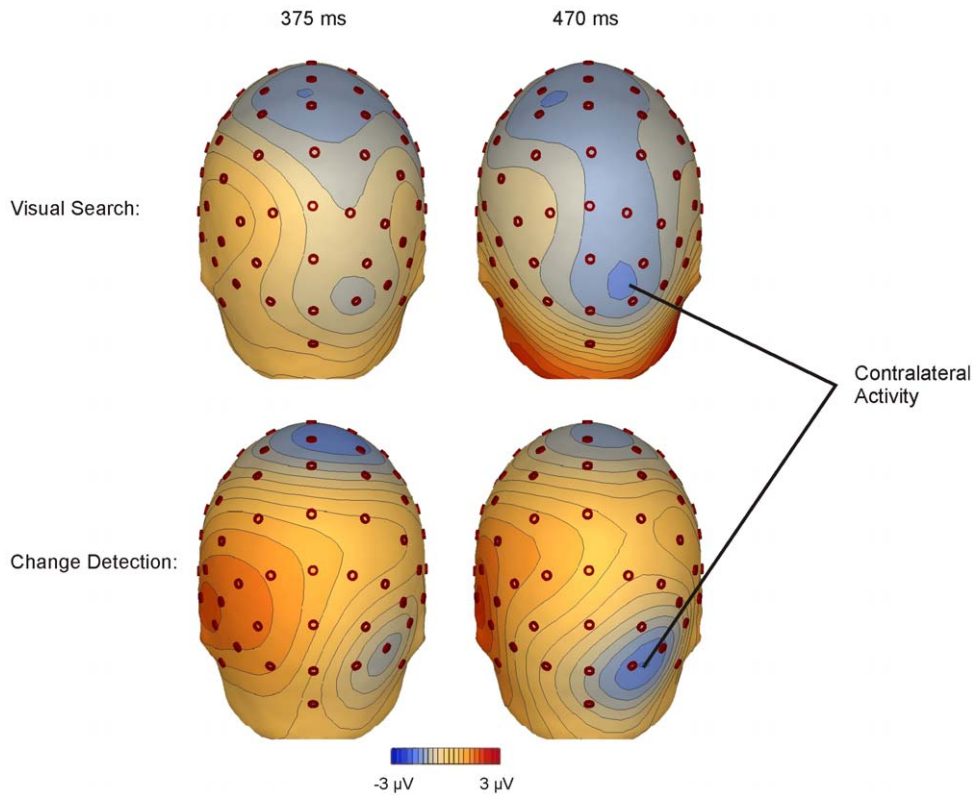 375 ms 470 ms
Visual Search:
Contralateral
Activity
Change Detection:
-3 µV 3 µV